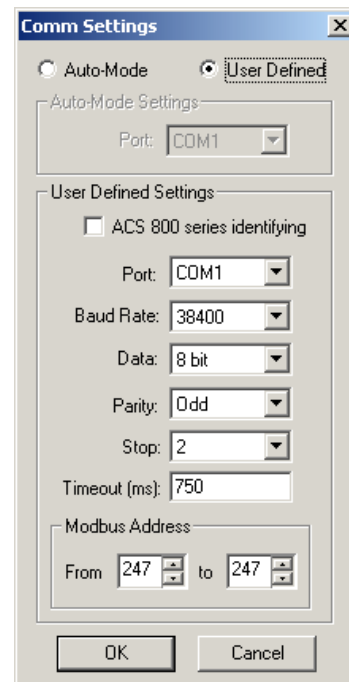 Comm Settings
Auto-Mode User Defined
Auto-Mode Settings
Port: COM1
User Defined Settings
ACS 800 series identifying
Port: COM1
Baud Rate: 38400
Data: 8 bit
Parity: Odd
Stop: 2
Timeout (ms): 750
Modbus Address
From 247 to 247
OK Cancel